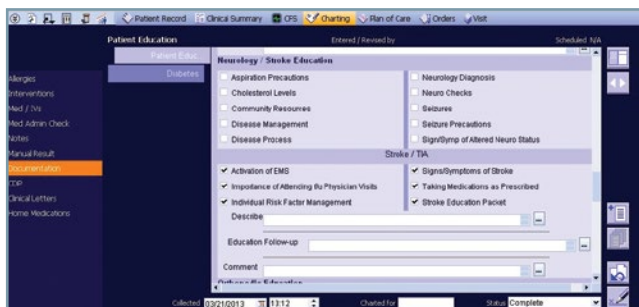 Patient Record Clinical Summary CPS Charting Plan of Care Orders Visit
Patient Education Entered / Revised by Scheduled N/A
Patient Educ
Diabetes
Allergies
Interventions
Med / IVs
Med Admin Check
Notes
Manual Result
Documentation
CDP
Clinical Letters
Home Medications
Neurology / Stroke Education
Aspiration Precautions Neurology Diagnosis
Cholesterol Levels Neuro Checks
Community Resources Seizures
Disease Management Seizure Precautions
Disease Process Sign/Symp of Altered Neuro Status
Stroke / TIA
Activation of EMS Signs/Symptoms of Stroke
Importance of Attending f/u Physician Visits Taking Medications as Prescribed
Individual Risk Factor Management Stroke Education Packet
Describe
Education Follow-up
Comment
Orthopedic Education
Collected 03/21/2013 13:12 Charted for Status Complete